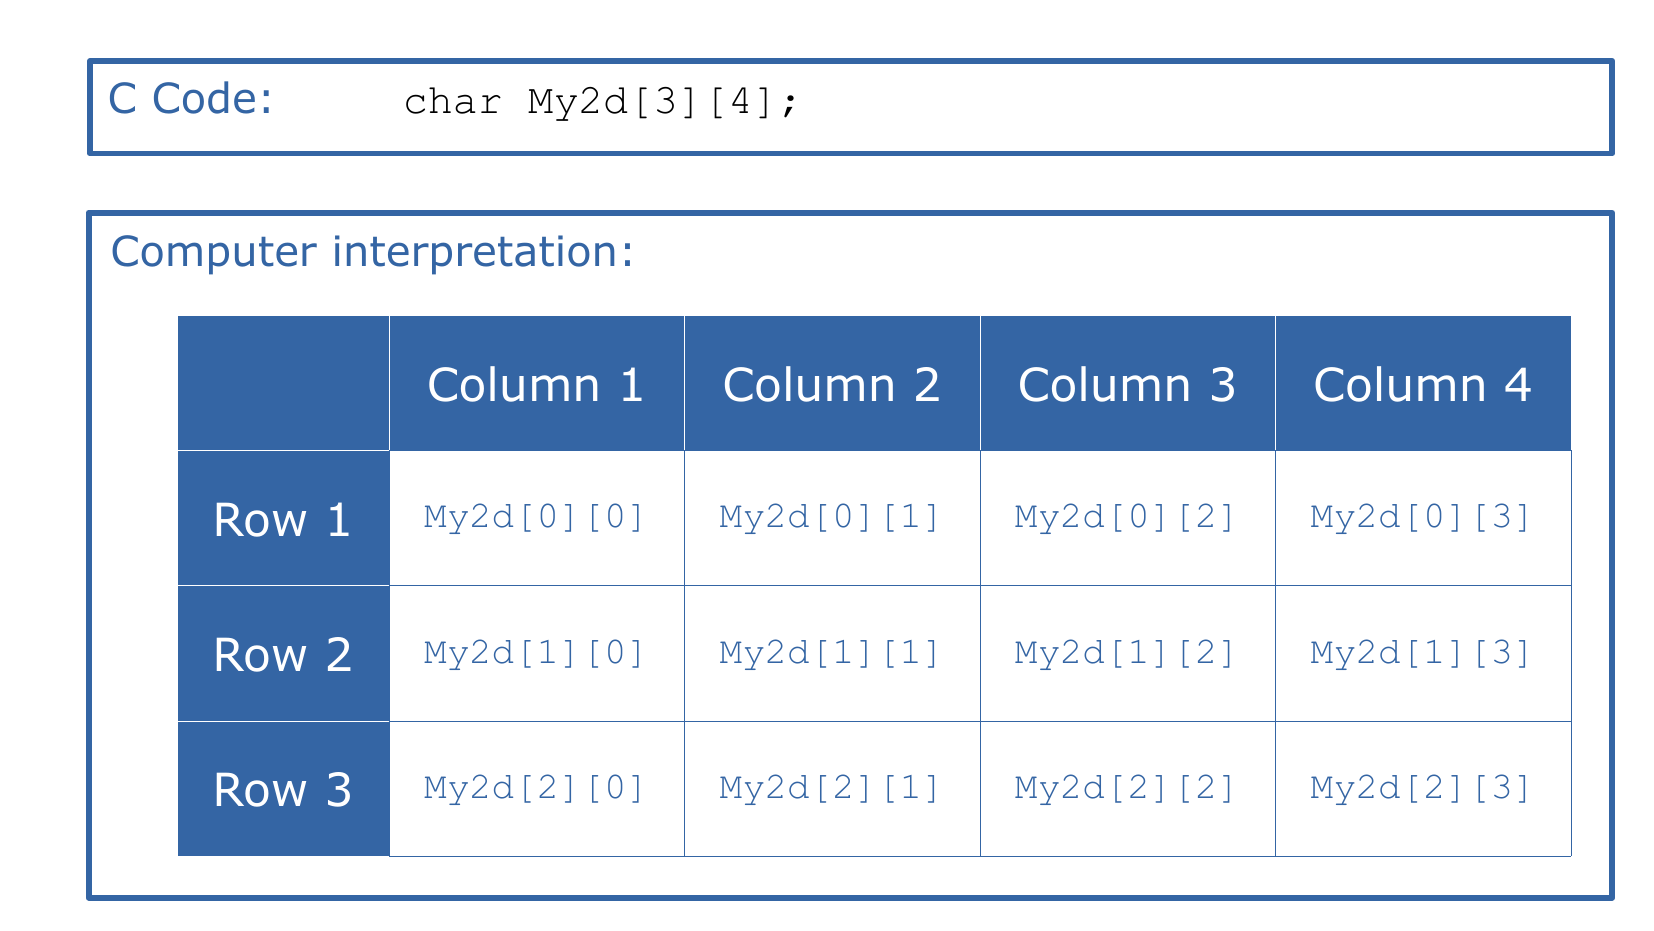 C Code: char My2d[3][4];
Computer interpretation:
Column 1 Column 2 Column 3 Column 4
Row 1 My2d[0][0] My2d[0][1] My2d[0][2] My2d[0][3]
Row 2 My2d[1][0] My2d[1][1] My2d[1][2] My2d[1][3]
Row 3 My2d[2][0] My2d[2][1] My2d[2][2] My2d[2][3]